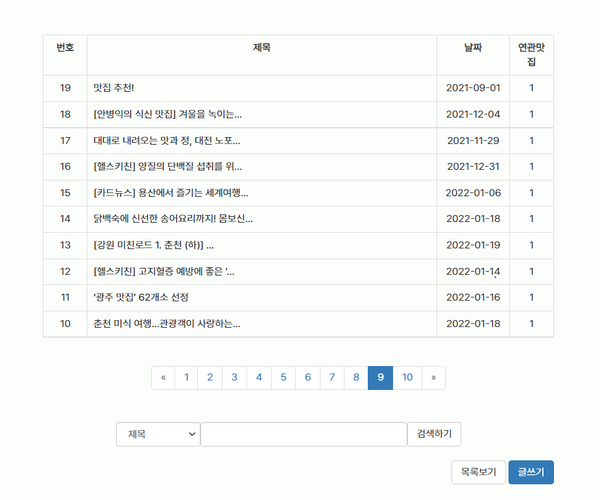 번호 제목 날짜 연관맛
집
19 맛집 추천! 2021-09-01 1
18 [안병익의 식신 맛집] 겨울을 녹이는... 2021-12-04 1
17 대대로 내려오는 맛과 정, 대전 노포... 2021-11-29 1
16 [헬스키친] 양질의 단백질 섭취를 위... 2021-12-31 1
15 [카드뉴스] 용산에서 즐기는 세계여행... 2022-01-06 1
14 닭백숙에 신선한 송어요리까지! 몸보신... 2022-01-18 1
13 [강원 미친로드 1. 춘천 (하)] ... 2022-01-19 1
12 [헬스키친] 고지혈증 예방에 좋은 '... 2022-01-14 1
11 ‘광주 맛집’ 62개소 선정 2022-01-16 1
10 춘천 미식 여행...관광객이 사랑하는... 2022-01-18 1
« 1 2 3 4 5 6 7 8 9 10 »
제목 검색하기
목록보기 글쓰기